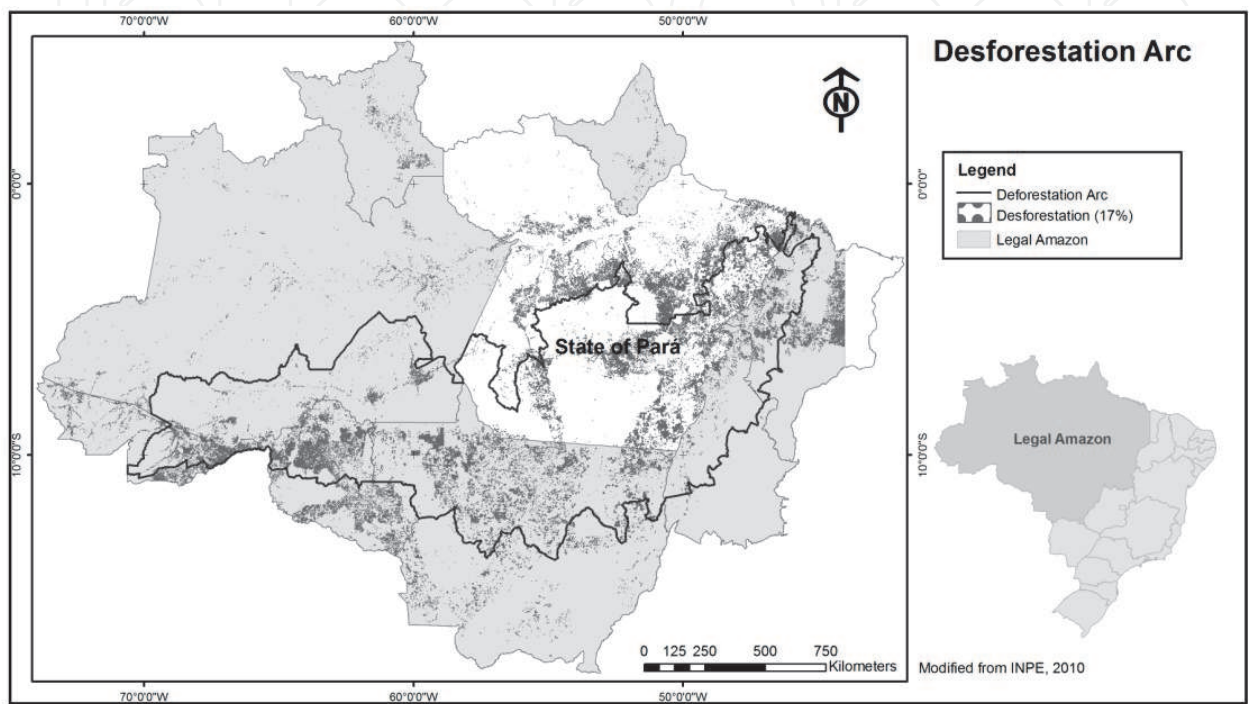 70°0'0"W 60°0'0"W 50°0'0"W
Desforestation Arc
N
Legend
Deforestation Arc
Desforestation (17%)
Legal Amazon
0°0'0"
0°0'0"
State of Pará
10°0'0"S
10°0'0"S
Legal Amazon
0 125 250 500 750
Kilometers
Modified from INPE, 2010
70°0'0"W 60°0'0"W 50°0'0"W